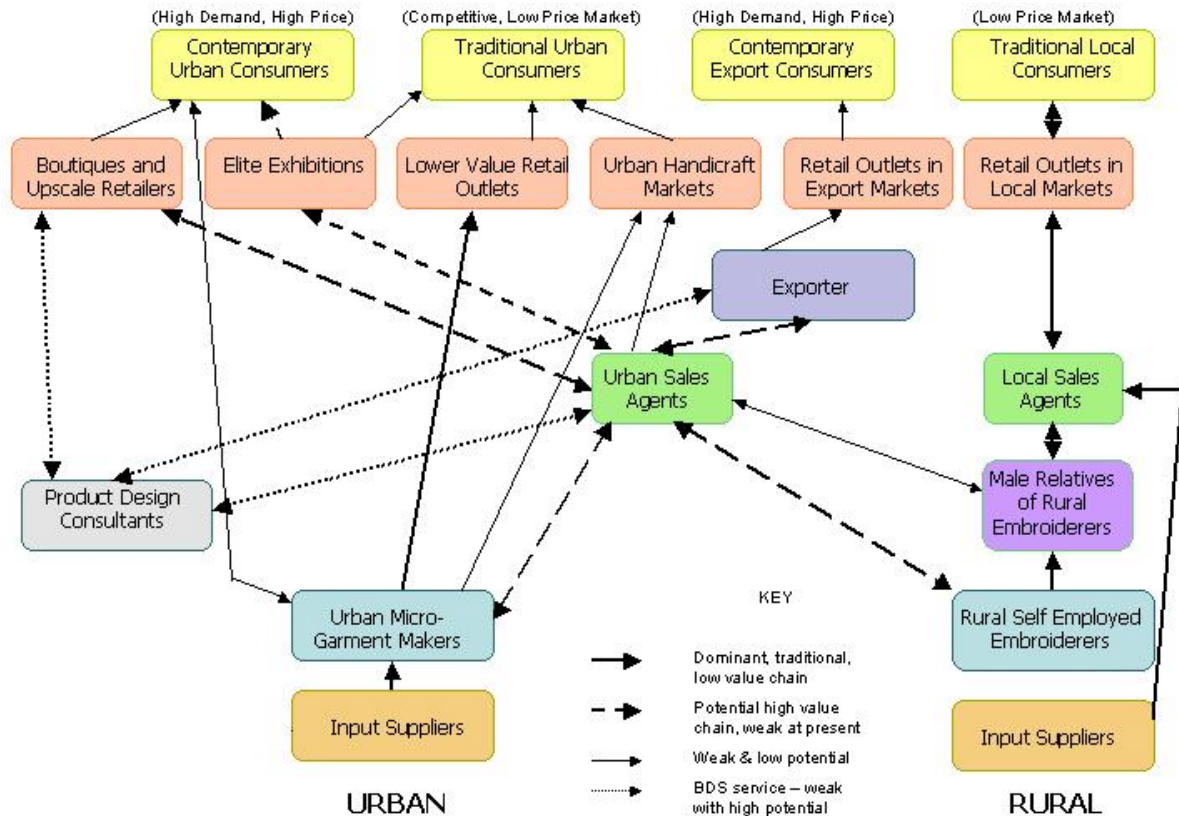 (High Demand, High Price)
(Competitive, Low Price Market)
(High Demand, High Price)
(Low Price Market)
Contemporary
Urban Consumers
Traditional Urban
Consumers
Contemporary
Export Consumers
Traditional Local
Consumers
Boutiques and
Upscale Retailers
Elite Exhibitions
Lower Value Retail
Outlets
Urban Handicraft
Markets
Retail Outlets in
Export Markets
Retail Outlets in
Local Markets
Exporter
Urban Sales
Agents
Local Sales
Agents
Product Design
Consultants
Male Relatives
of Rural
Embroiderers
Urban Micro-
Garment Makers
Rural Self Employed
Embroiderers
Input Suppliers
Input Suppliers
KEY
Dominant, traditional,
low value chain
Potential high value
chain, weak at present
Weak & low potential
BDS service – weak
with high potential
URBAN
RURAL